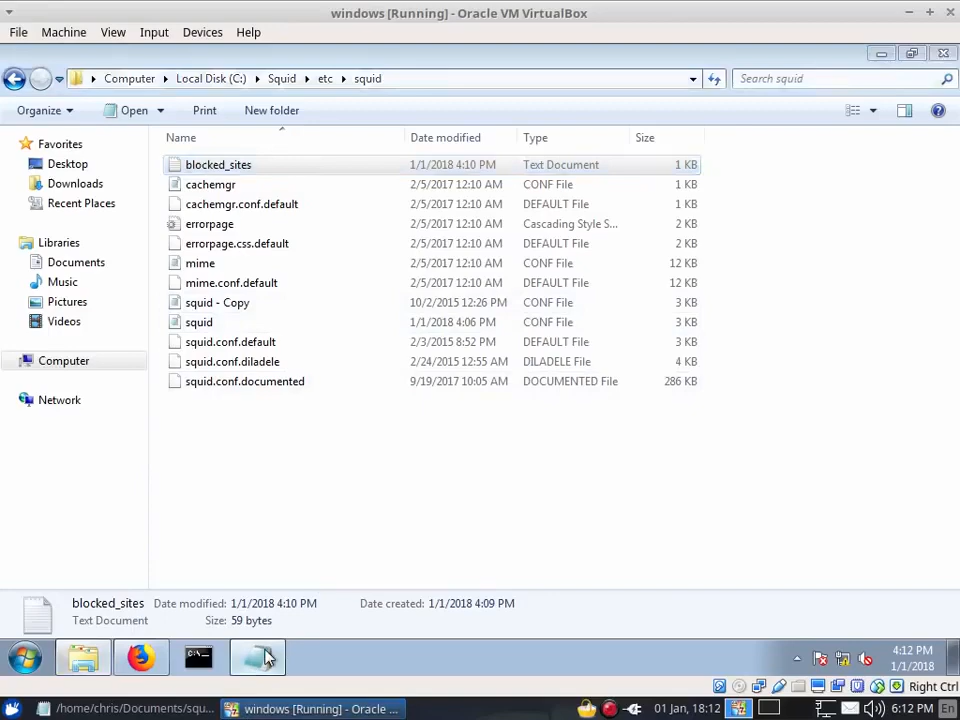 windows [Running] - Oracle VM VirtualBox
File Machine View Input Devices Help
Computer Local Disk (C:) Squid etc squid Search squid
Organize Open Print New folder
Name Date modified Type Size
Favorites
Desktop
Downloads
Recent Places
Libraries
Documents
Music
Pictures
Videos
Computer
Network
blocked_sites 1/1/2018 4:10 PM Text Document 1 KB
cachemgr 2/5/2017 12:10 AM CONF File 1 KB
cachemgr.conf.default 2/5/2017 12:10 AM DEFAULT File 1 KB
errorpage 2/5/2017 12:10 AM Cascading Style S... 2 KB
errorpage.css.default 2/5/2017 12:10 AM DEFAULT File 2 KB
mime 2/5/2017 12:10 AM CONF File 12 KB
mime.conf.default 2/5/2017 12:10 AM DEFAULT File 12 KB
squid - Copy 10/2/2015 12:26 PM CONF File 3 KB
squid 1/1/2018 4:06 PM CONF File 3 KB
squid.conf.default 2/3/2015 8:52 PM DEFAULT File 3 KB
squid.conf.diladele 2/24/2015 12:55 AM DILADELE File 4 KB
squid.conf.documented 9/19/2017 10:05 AM DOCUMENTED File 286 KB
blocked_sites Date modified: 1/1/2018 4:10 PM Date created: 1/1/2018 4:09 PM
Text Document Size: 59 bytes
C:\_
4:12 PM
1/1/2018
Right Ctrl
/home/chris/Documents/squ... windows [Running] - Oracle ... 01 Jan, 18:12 6:12 PM En